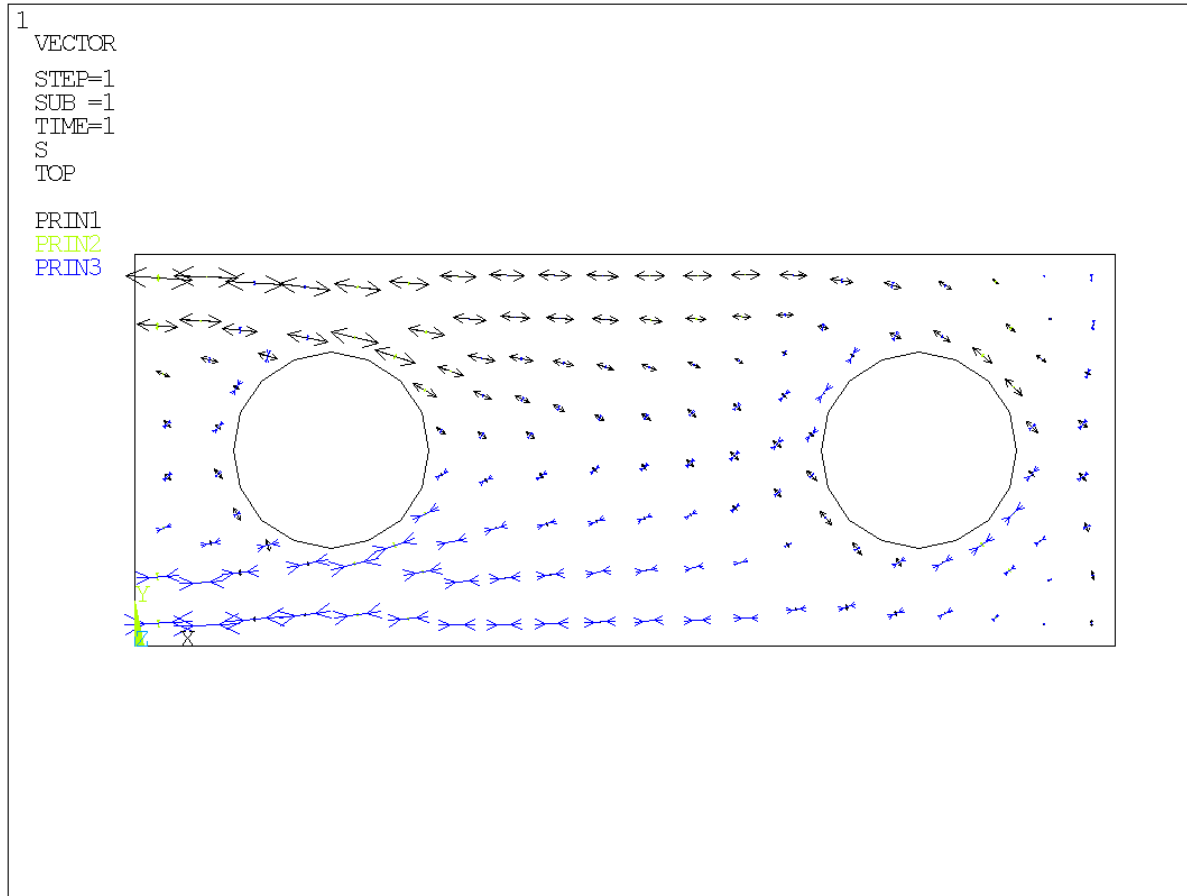 1
VECTOR
STEP=1
SUB =1
TIME=1
S
TOP
PRIN1
PRIN2
PRIN3
Y
Z X